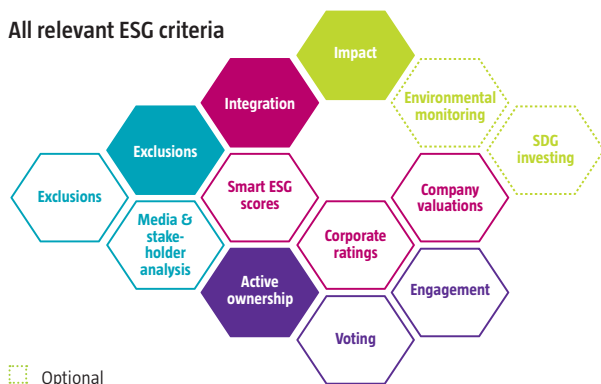 All relevant ESG criteria
Impact
Integration
Environmental
monitoring
Exclusions
SDG
investing
Exclusions
Smart ESG
scores
Company
valuations
Media &
stake-
holder
analysis
Corporate
ratings
Active
ownership
Engagement
Voting
Optional